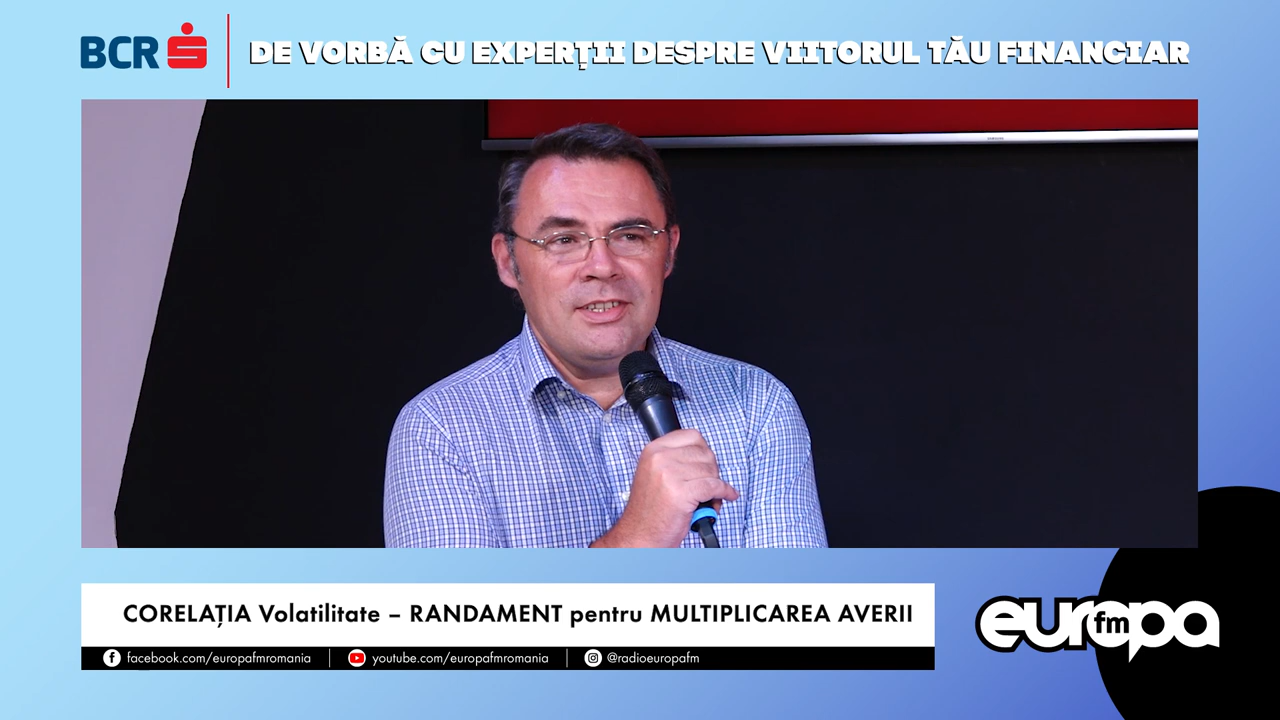 BCR
DE VORBĂ CU EXPERȚII DESPRE VIITORUL TĂU FINANCIAR
SAMSUNG
CORELAȚIA Volatilitate – RANDAMENT pentru MULTIPLICAREA AVERII
facebook.com/europafmromania
youtube.com/europafmromania
@radioeuropafm
europa fm